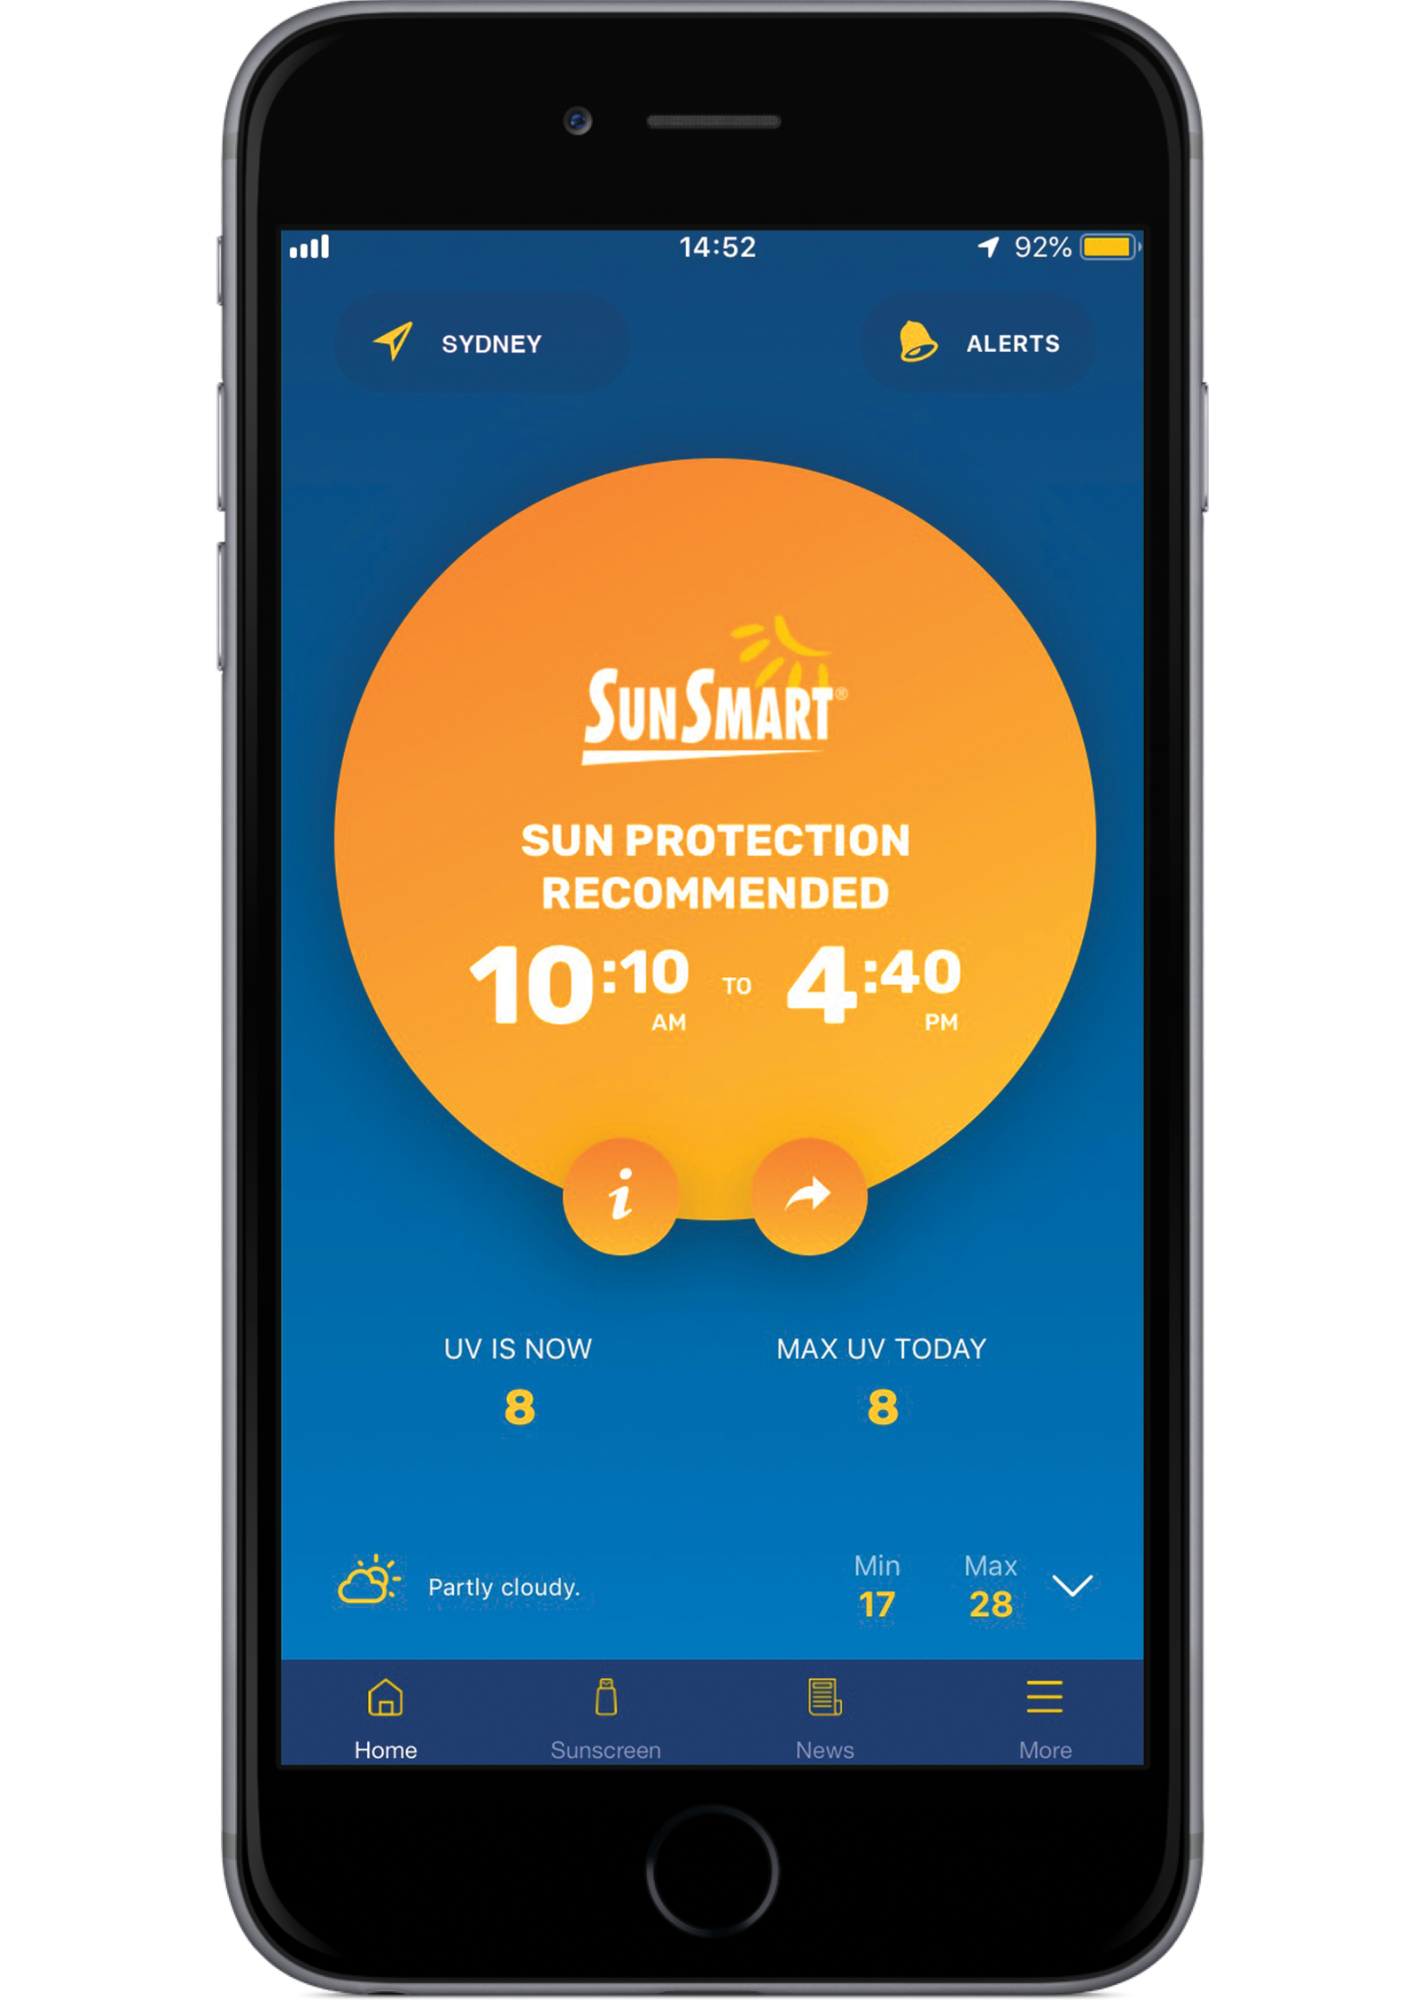 14:52 92%
SYDNEY ALERTS
SUNSMART®
SUN PROTECTION
RECOMMENDED
10:10 AM TO 4:40 PM
i
UV IS NOW MAX UV TODAY
8 8
Partly cloudy. Min 17 Max 28
Home Sunscreen News More